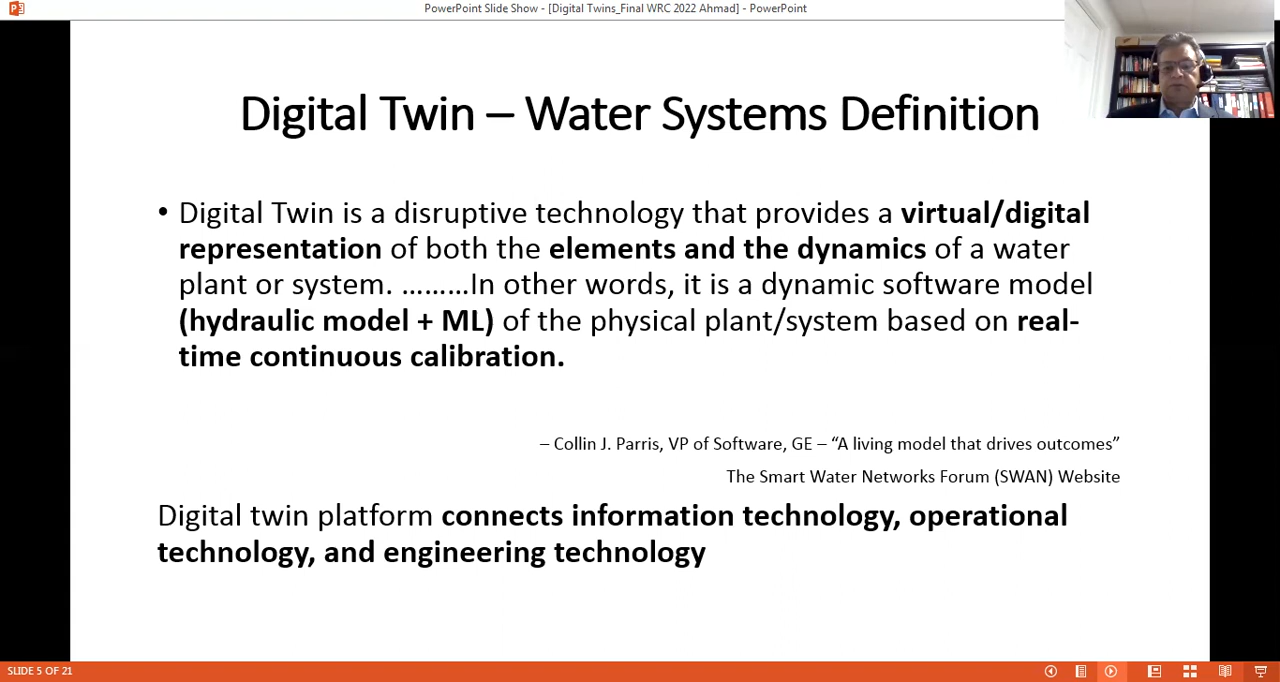 PowerPoint Slide Show - [Digital Twins_Final WRC 2022 Ahmad] - PowerPoint
Digital Twin – Water Systems Definition
• Digital Twin is a disruptive technology that provides a virtual/digital
representation of both the elements and the dynamics of a water
plant or system. ………In other words, it is a dynamic software model
(hydraulic model + ML) of the physical plant/system based on real-
time continuous calibration.
– Collin J. Parris, VP of Software, GE – “A living model that drives outcomes”
The Smart Water Networks Forum (SWAN) Website
Digital twin platform connects information technology, operational
technology, and engineering technology
SLIDE 5 OF 21